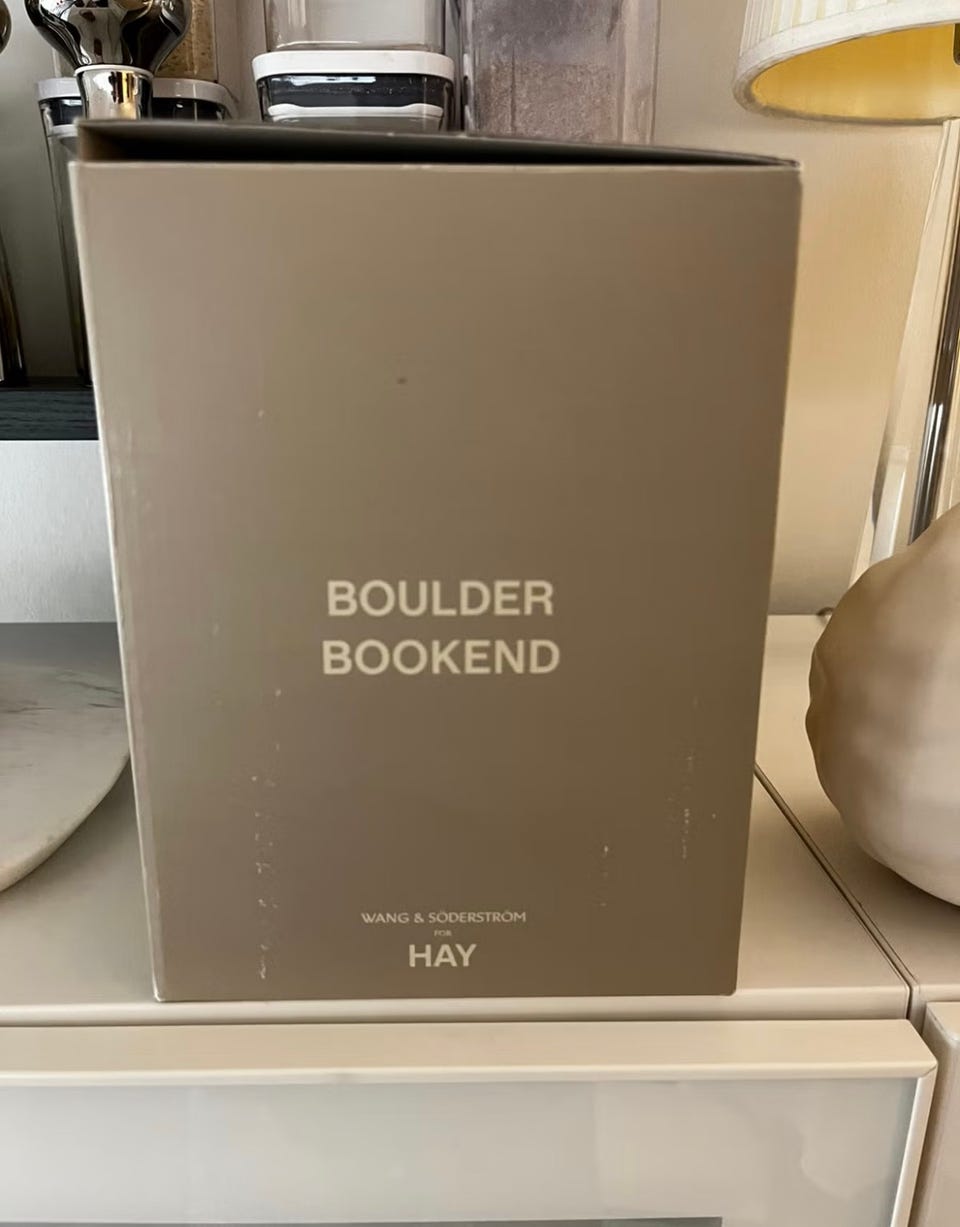 BOULDER
BOOKEND
WANG & SÖDERSTRÖM
FOR
HAY